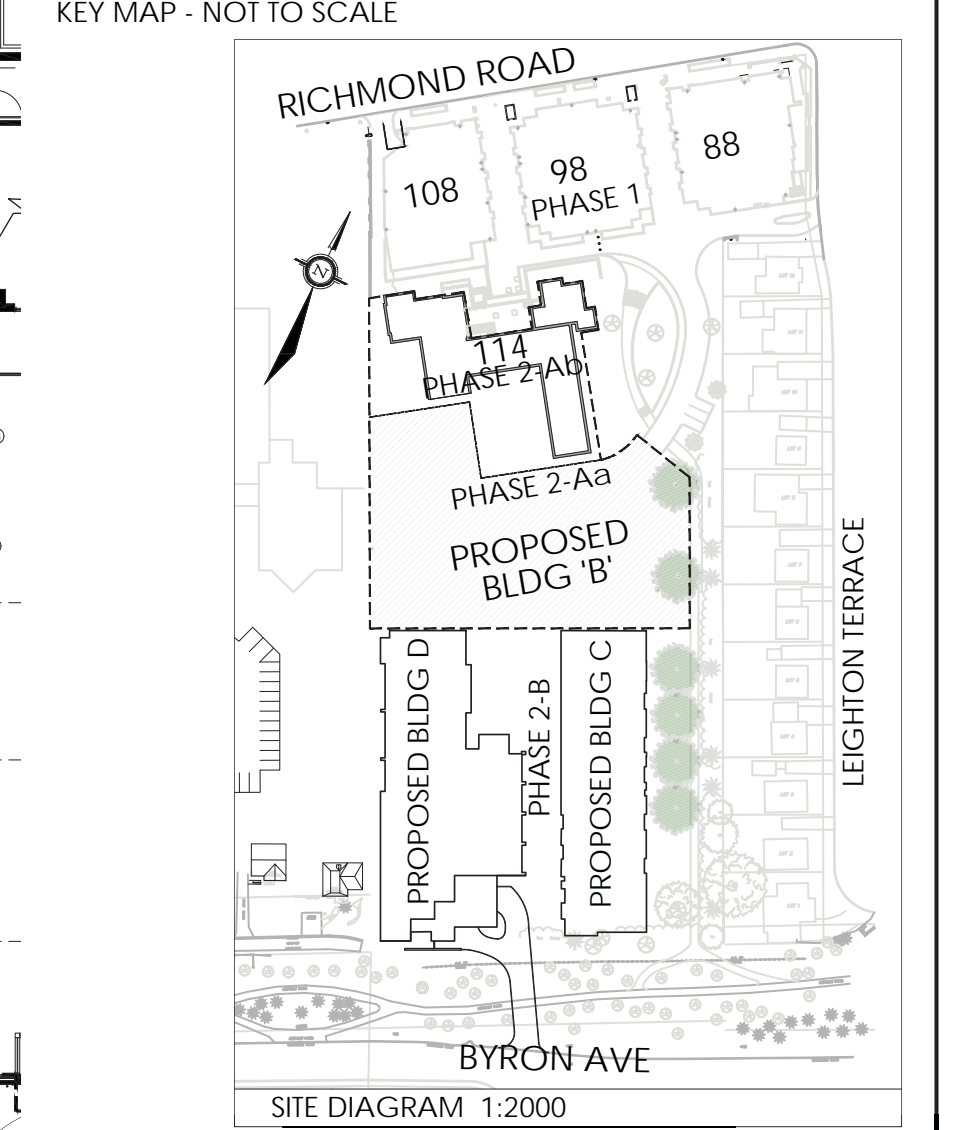 KEY MAP - NOT TO SCALE
RICHMOND ROAD
108
98
PHASE 1
88
N
114
PHASE 2-Ab
PHASE 2-Aa
PROPOSED
BLDG 'B'
PROPOSED BLDG D
PHASE 2-B
PROPOSED BLDG C
LEIGHTON TERRACE
BYRON AVE
SITE DIAGRAM 1:2000